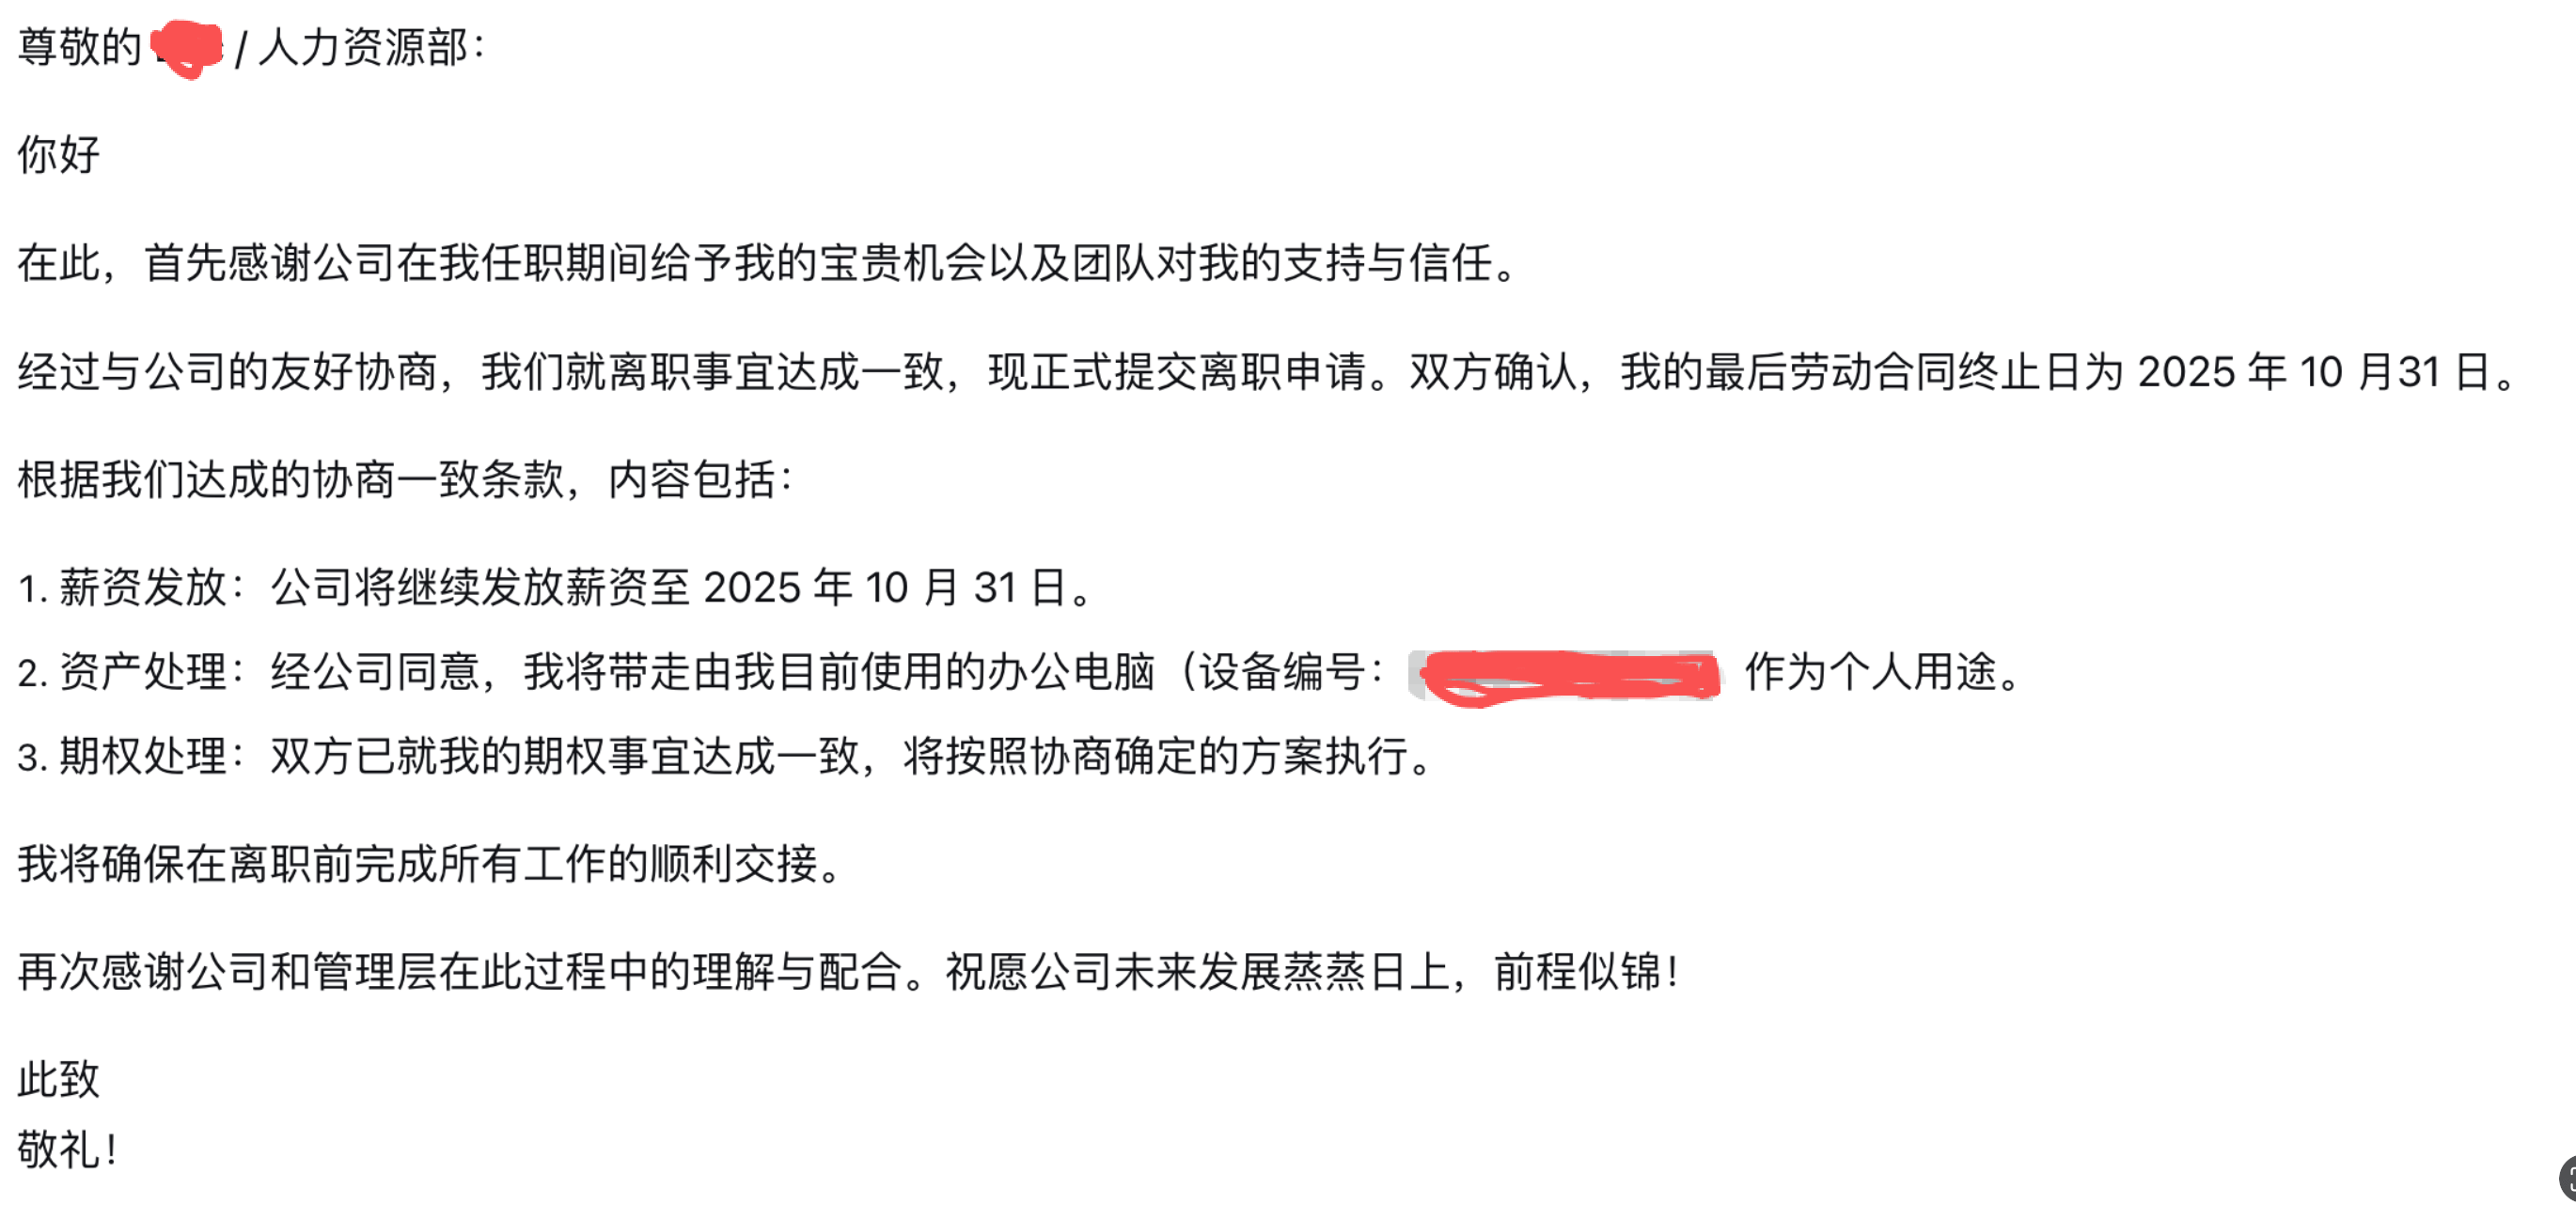 尊敬的 / 人力资源部：
你好
在此，首先感谢公司在我任职期间给予我的宝贵机会以及团队对我的支持与信任。
经过与公司的友好协商，我们就离职事宜达成一致，现正式提交离职申请。双方确认，我的最后劳动合同终止日为 2025 年 10 月31 日。
根据我们达成的协商一致条款，内容包括：
1. 薪资发放：公司将继续发放薪资至 2025 年 10 月 31 日。
2. 资产处理：经公司同意，我将带走由我目前使用的办公电脑（设备编号： 作为个人用途。
3. 期权处理：双方已就我的期权事宜达成一致，将按照协商确定的方案执行。
我将确保在离职前完成所有工作的顺利交接。
再次感谢公司和管理层在此过程中的理解与配合。祝愿公司未来发展蒸蒸日上，前程似锦！
此致
敬礼！